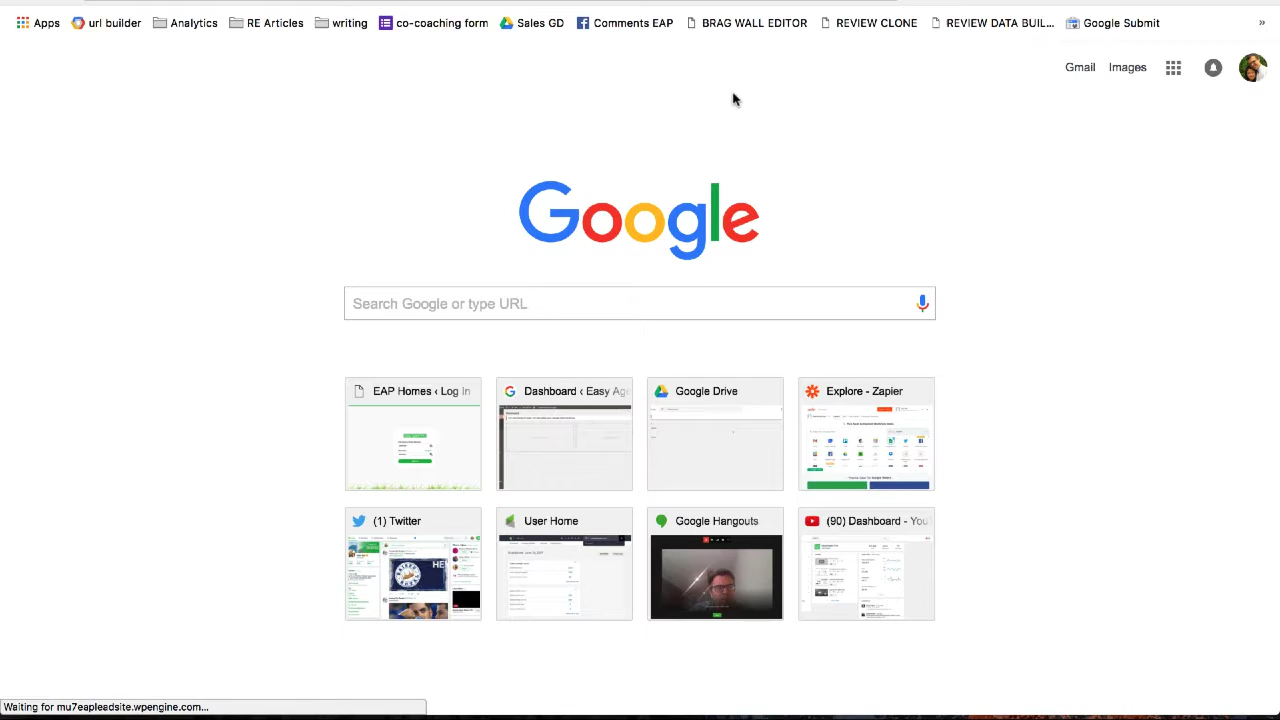 Apps url builder Analytics RE Articles writing co-coaching form Sales GD Comments EAP BRAG WALL EDITOR REVIEW CLONE REVIEW DATA BUIL... Google Submit »
Gmail Images
Google
Search Google or type URL
EAP Homes ‹ Log In Dashboard ‹ Easy Ag Google Drive Explore - Zapier
(1) Twitter User Home Google Hangouts (90) Dashboard - You
Waiting for mu7eapleadsite.wpengine.com...